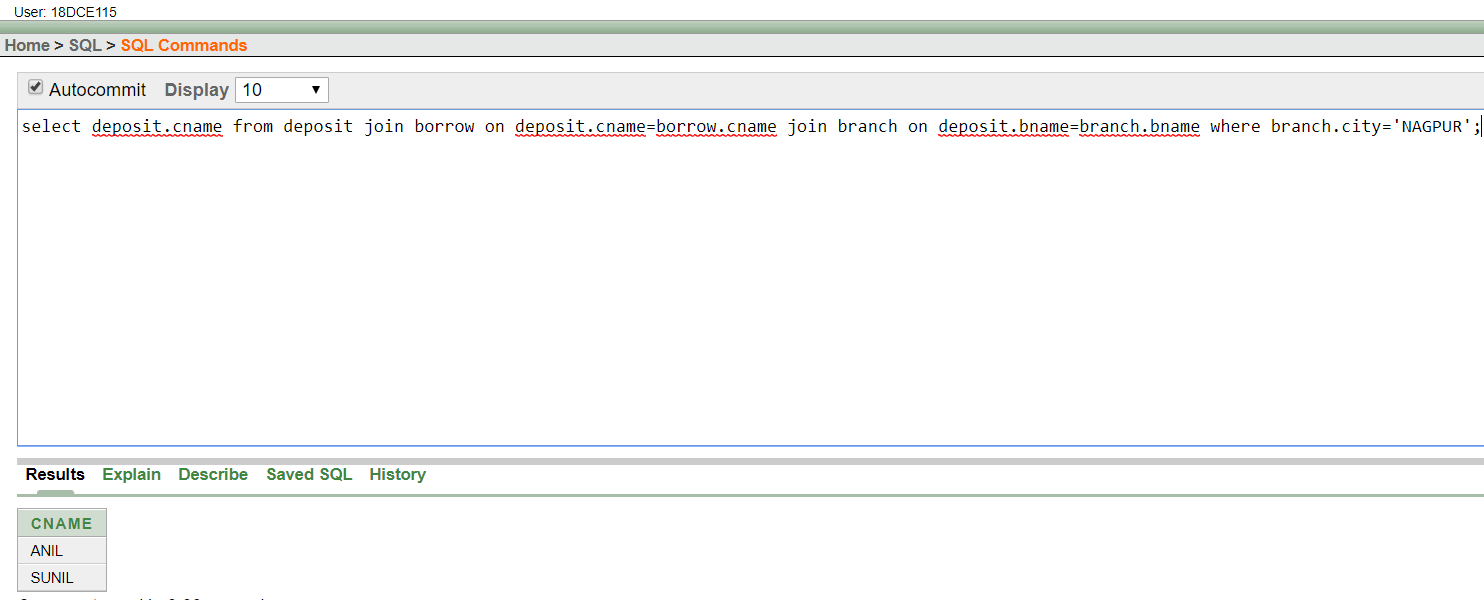 User: 18DCE115
Home > SQL > SQL Commands
Autocommit Display 10
select deposit.cname from deposit join borrow on deposit.cname=borrow.cname join branch on deposit.bname=branch.bname where branch.city='NAGPUR';
Results Explain Describe Saved SQL History
CNAME
ANIL
SUNIL